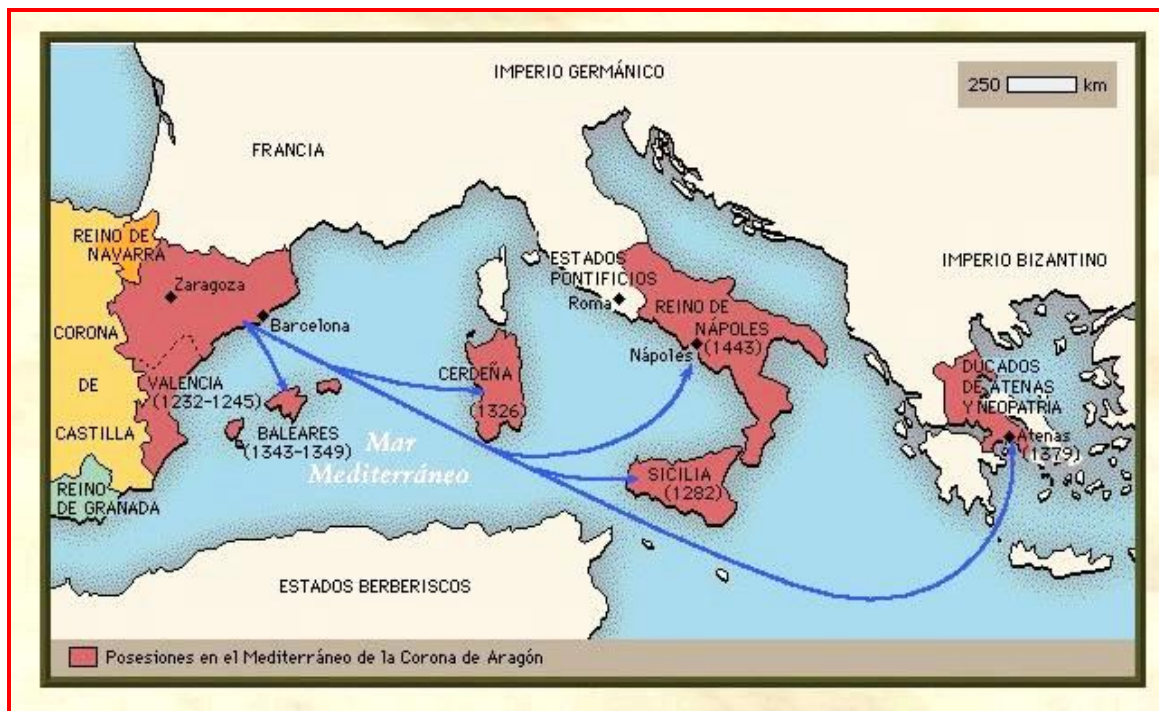 IMPERIO GERMÁNICO
250 km
FRANCIA
REINO DE
NAVARRA
ESTADOS
PONTIFICIOS
IMPERIO BIZANTINO
Zaragoza
Roma
REINO DE
NÁPOLES
(1443)
Barcelona
CORONA
DE
CASTILLA
Nápoles
VALENCIA
(1232-1245)
CERDEÑA
(1326)
DUCADOS
DE ATENAS
Y NEOPATRIA
Atenas
(1379)
BALEARES
(1343-1349)
Mar
Mediterráneo
SICILIA
(1282)
REINO
DE GRANADA
ESTADOS BERBERISCOS
Posesiones en el Mediterráneo de la Corona de Aragón